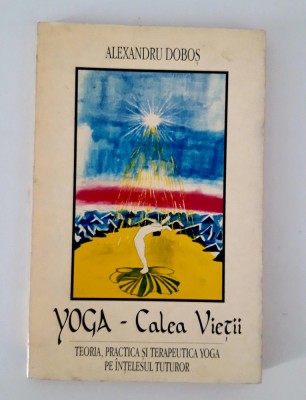 ALEXANDRU DOBOȘ
YOGA - Calea Vieții
TEORIA, PRACTICA ȘI TERAPEUTICA YOGA
PE ÎNȚELESUL TUTUROR